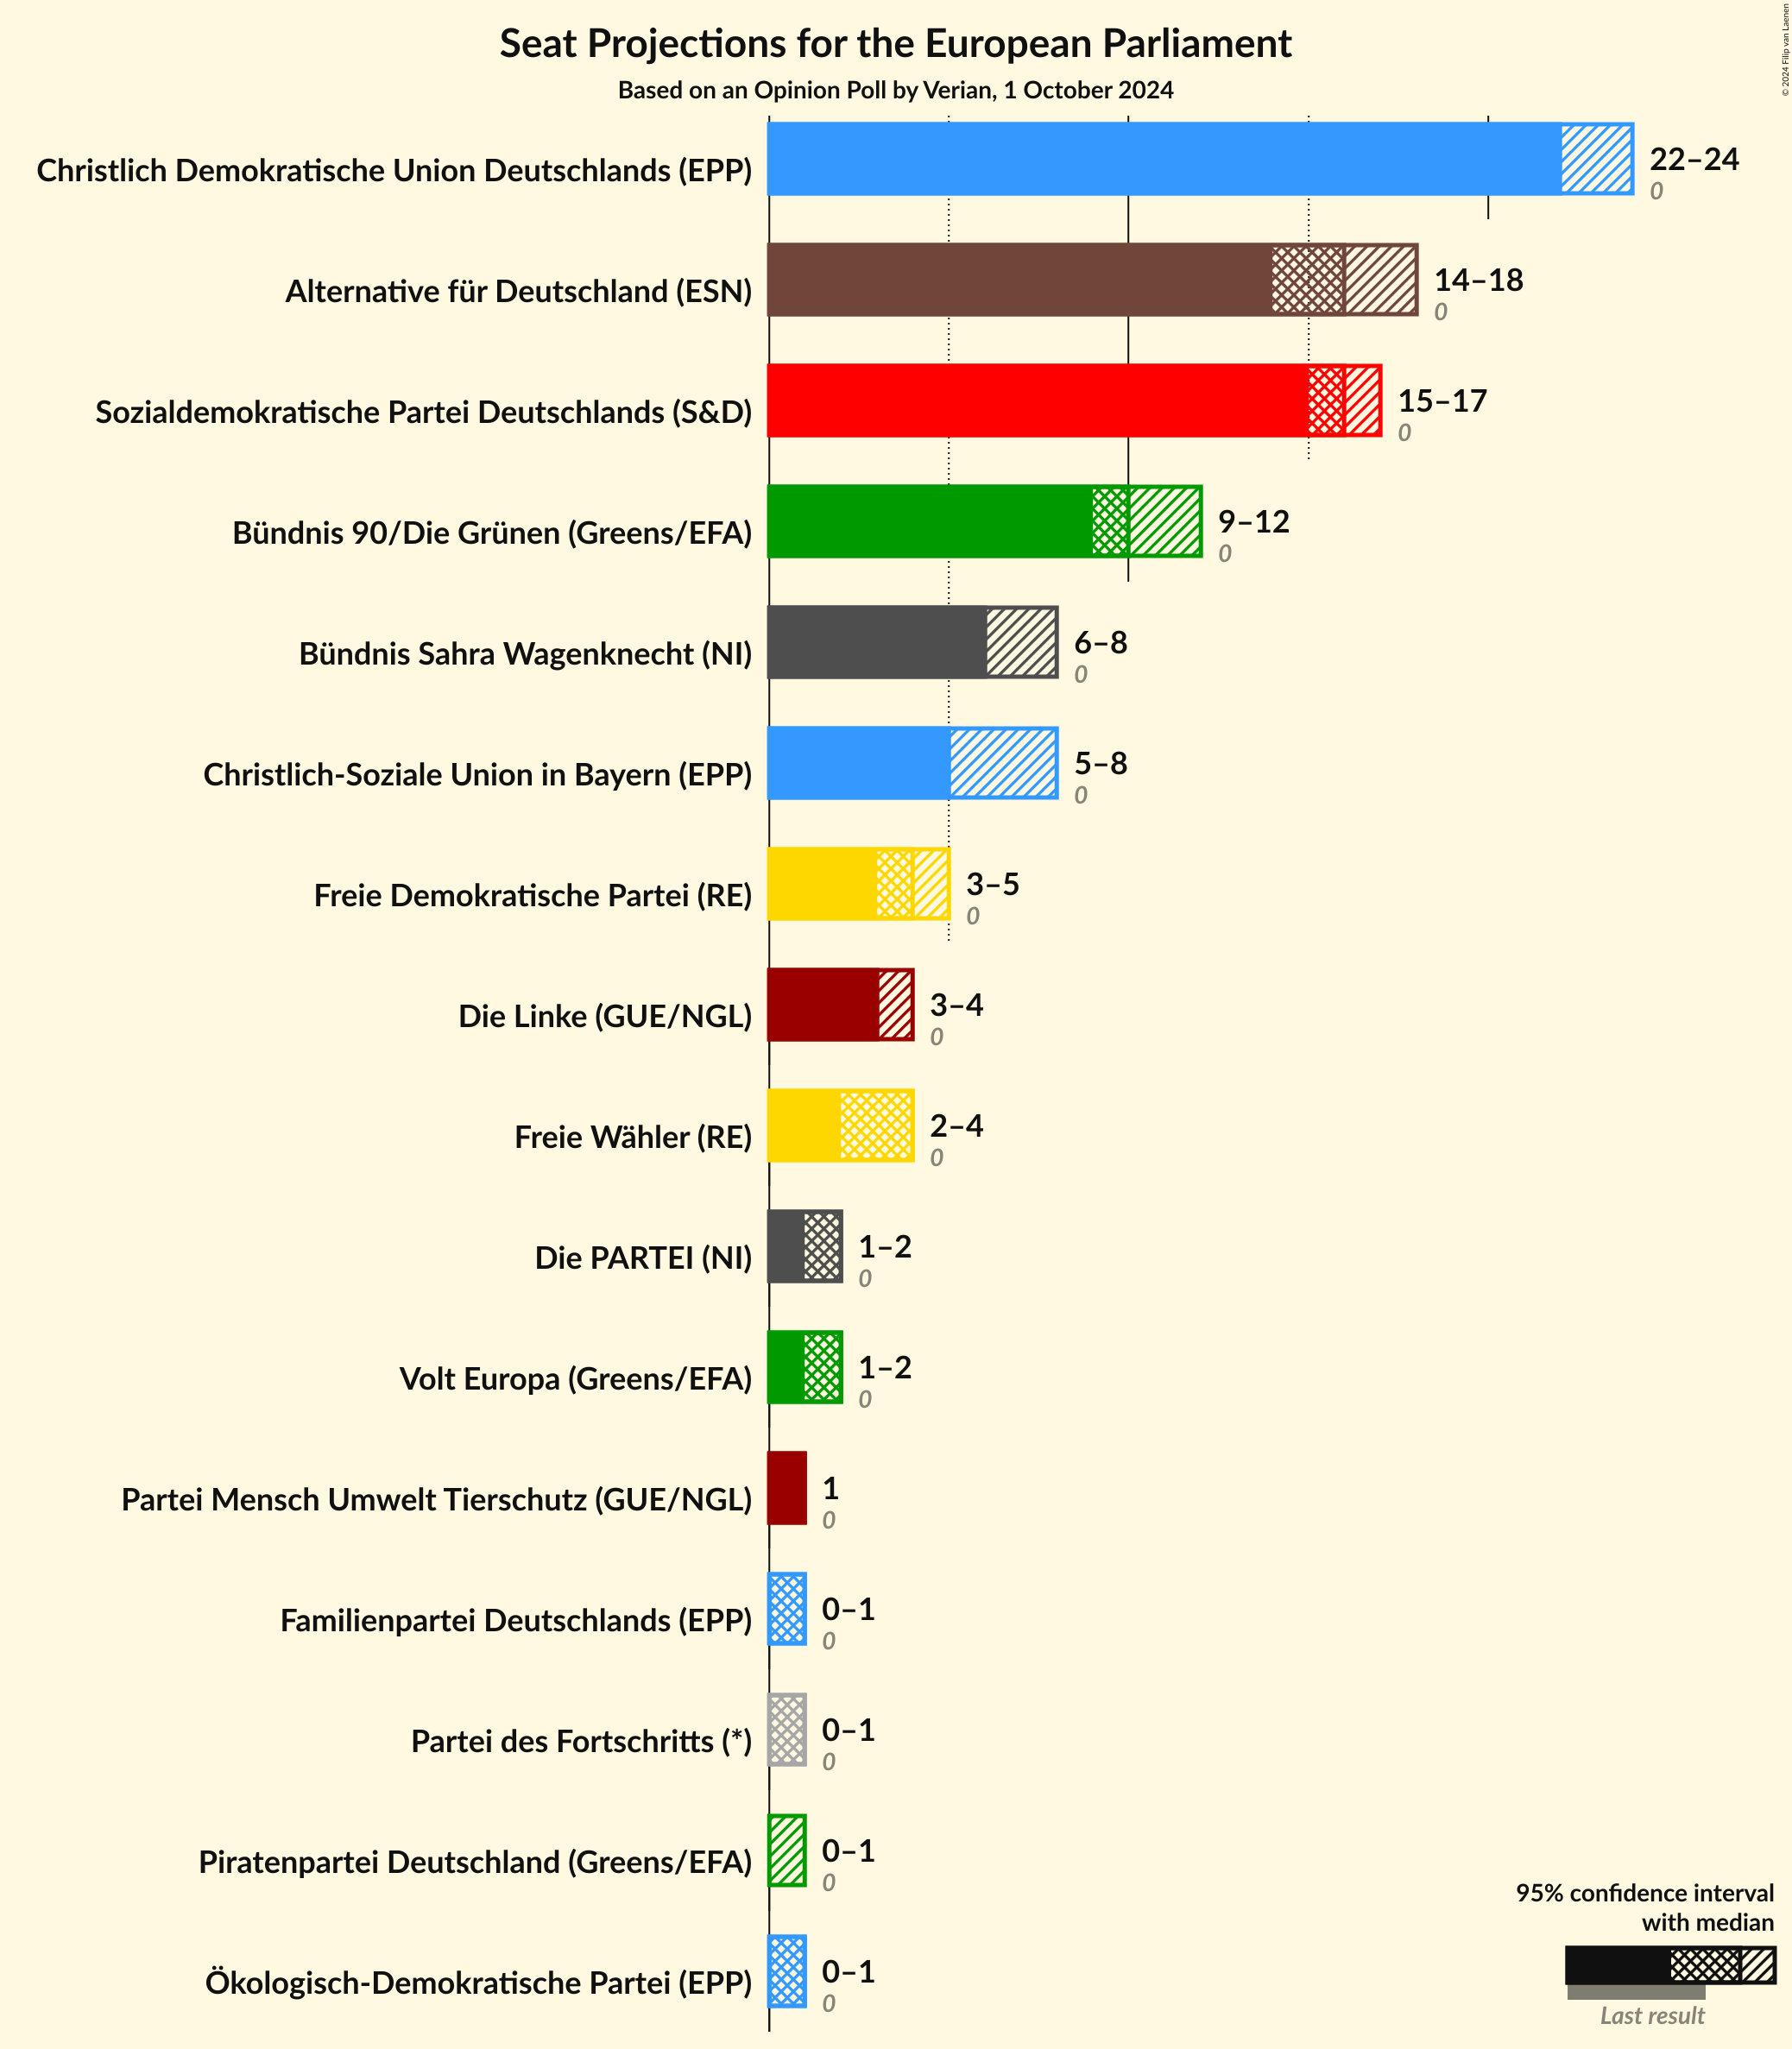 Seat Projections for the European Parliament
Based on an Opinion Poll by Verian, 1 October 2024
© 2024 Filip van Laenen
Christlich Demokratische Union Deutschlands (EPP)
22–24
0
Alternative für Deutschland (ESN)
14–18
0
Sozialdemokratische Partei Deutschlands (S&D)
15–17
0
Bündnis 90/Die Grünen (Greens/EFA)
9–12
0
Bündnis Sahra Wagenknecht (NI)
6–8
0
Christlich-Soziale Union in Bayern (EPP)
5–8
0
Freie Demokratische Partei (RE)
3–5
0
Die Linke (GUE/NGL)
3–4
0
Freie Wähler (RE)
2–4
0
Die PARTEI (NI)
1–2
0
Volt Europa (Greens/EFA)
1–2
0
Partei Mensch Umwelt Tierschutz (GUE/NGL)
1
0
Familienpartei Deutschlands (EPP)
0–1
0
Partei des Fortschritts (*)
0–1
0
Piratenpartei Deutschland (Greens/EFA)
0–1
0
Ökologisch-Demokratische Partei (EPP)
0–1
0
95% confidence interval
with median
Last result